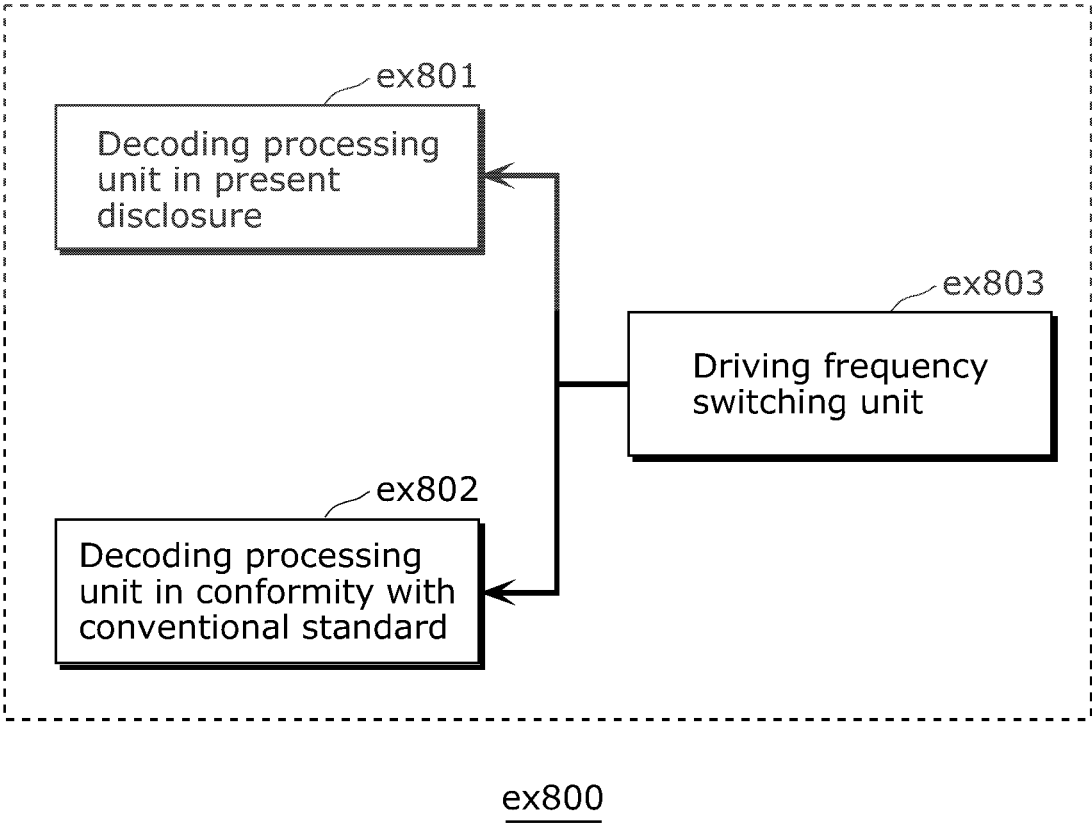 ex801
Decoding processing
unit in present
disclosure
ex803
Driving frequency
switching unit
ex802
Decoding processing
unit in conformity with
conventional standard
ex800